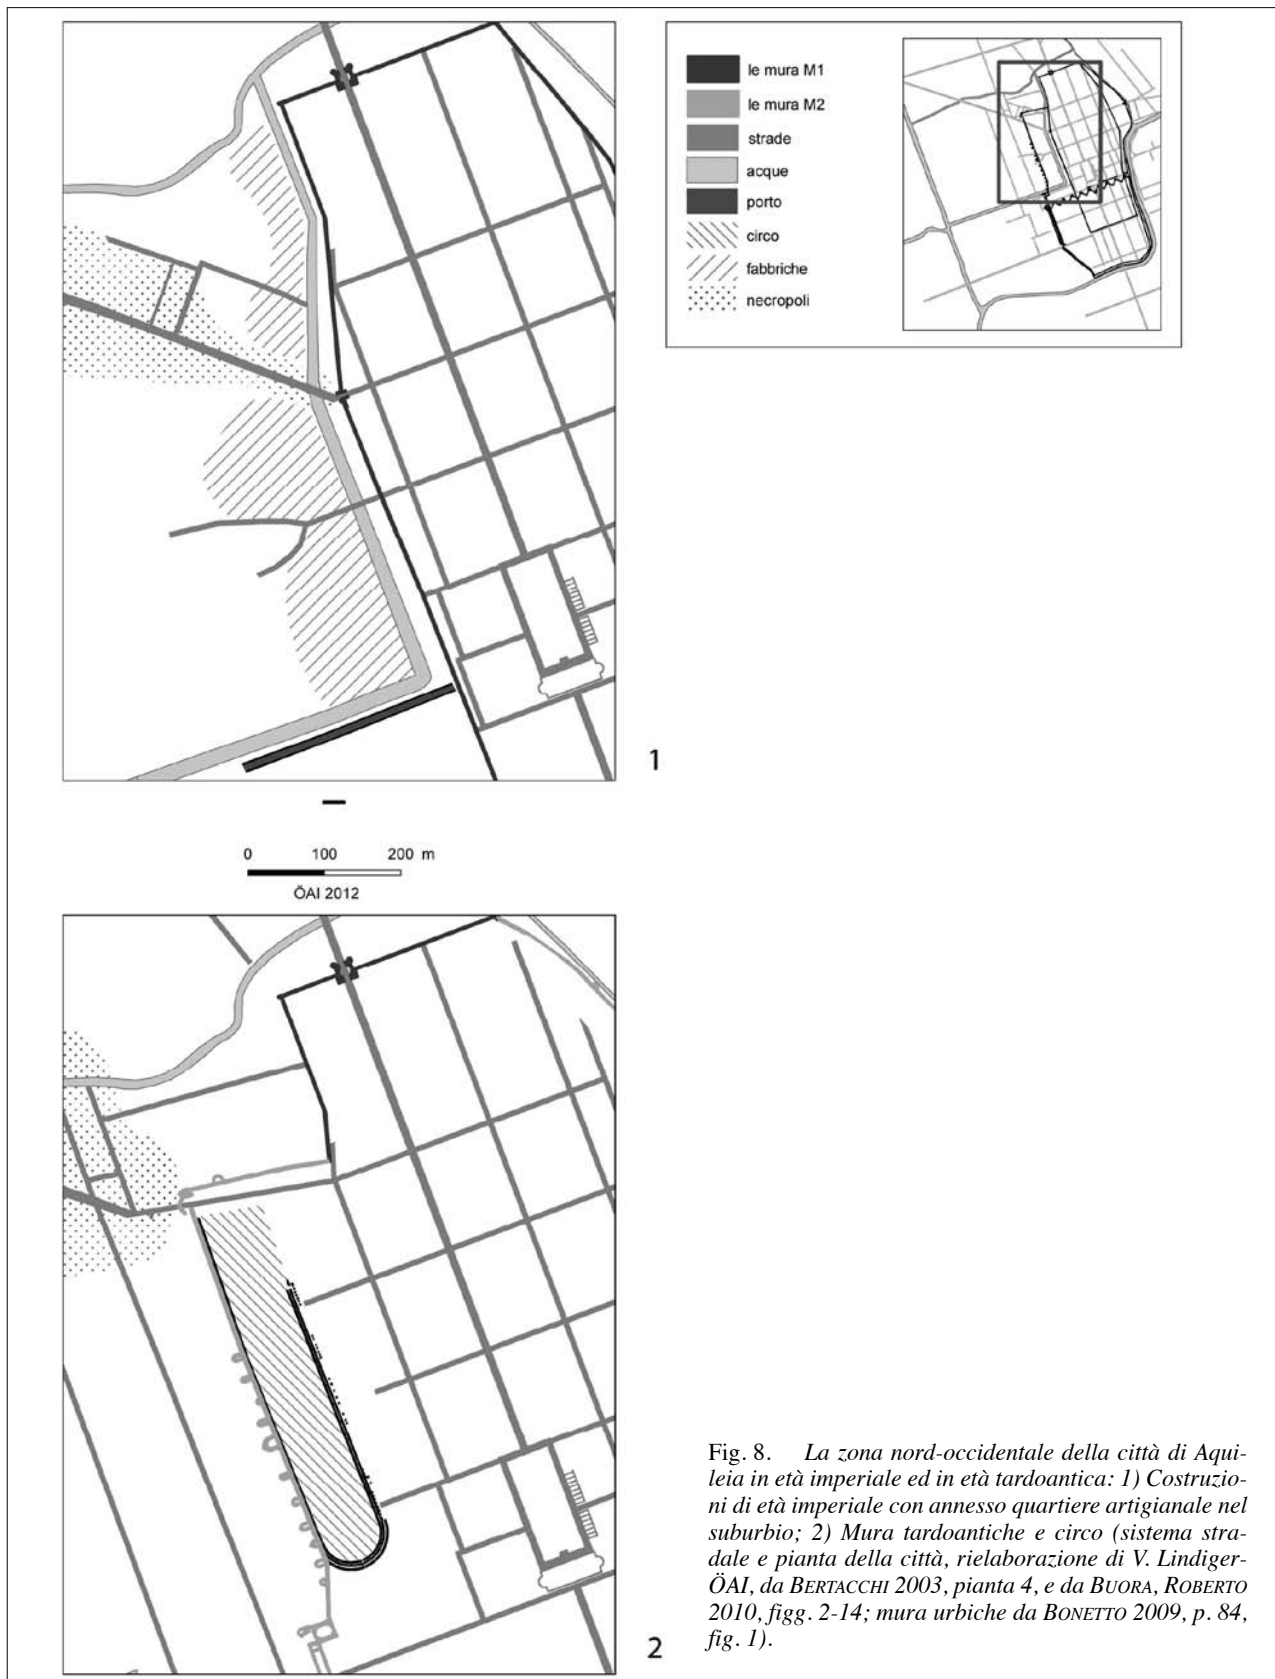 le mura M1
le mura M2
strade
acque
porto
circo
fabbriche
necropoli
1
0 100 200 m
ÖAI 2012
2
Fig. 8. La zona nord-occidentale della città di Aqui-
leia in età imperiale ed in età tardoantica: 1) Costruzio-
ni di età imperiale con annesso quartiere artigianale nel
suburbio; 2) Mura tardoantiche e circo (sistema stra-
dale e pianta della città, rielaborazione di V. Lindiger-
ÖAI, da BERTACCHI 2003, pianta 4, e da BUORA, ROBERTO
2010, figg. 2-14; mura urbiche da BONETTO 2009, p. 84,
fig. 1).